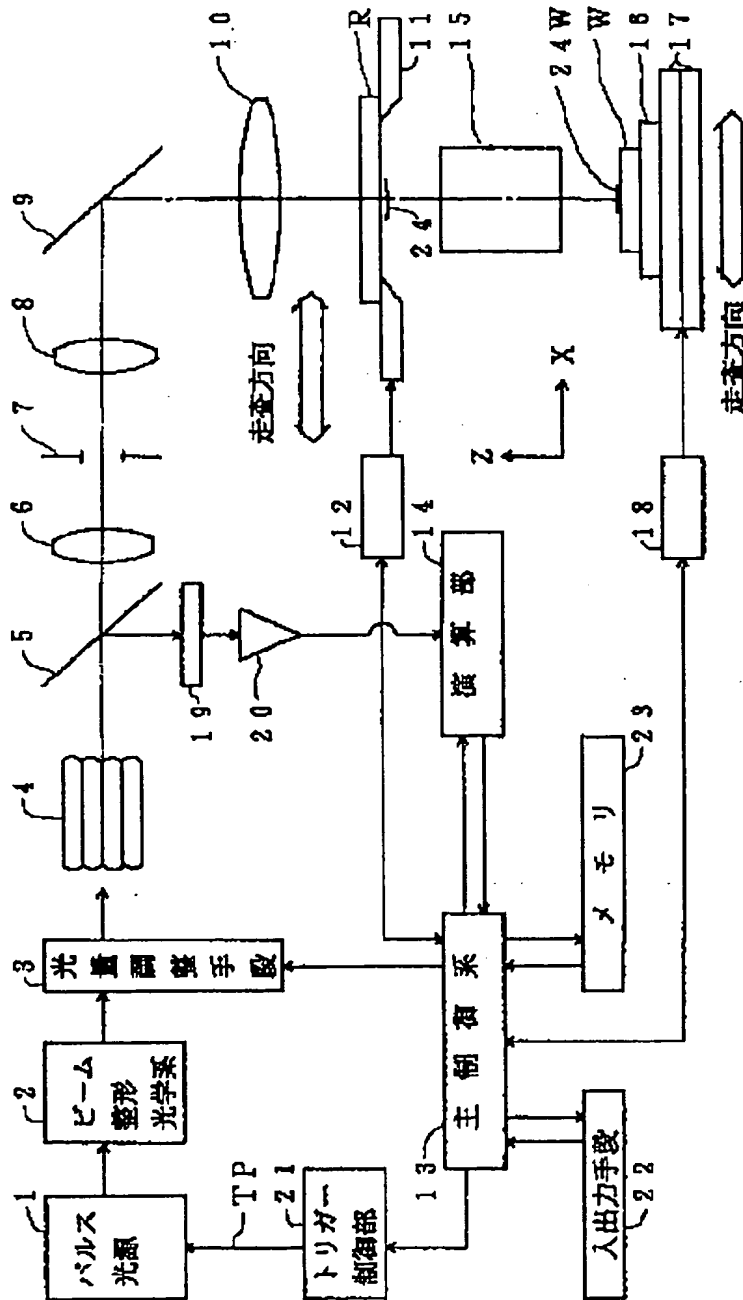 1
パルス
光源
2
ビーム
整形
光学系
3
光量調整手段
4
5
6
7
8
9
10
走査方向
R
11
24
15
24W
W
16
17
走査方向
Z
X
12
14
演算部
18
19
20
TP
21
トリガー
制御部
13
主制御系
メモリ
23
入出力手段
22